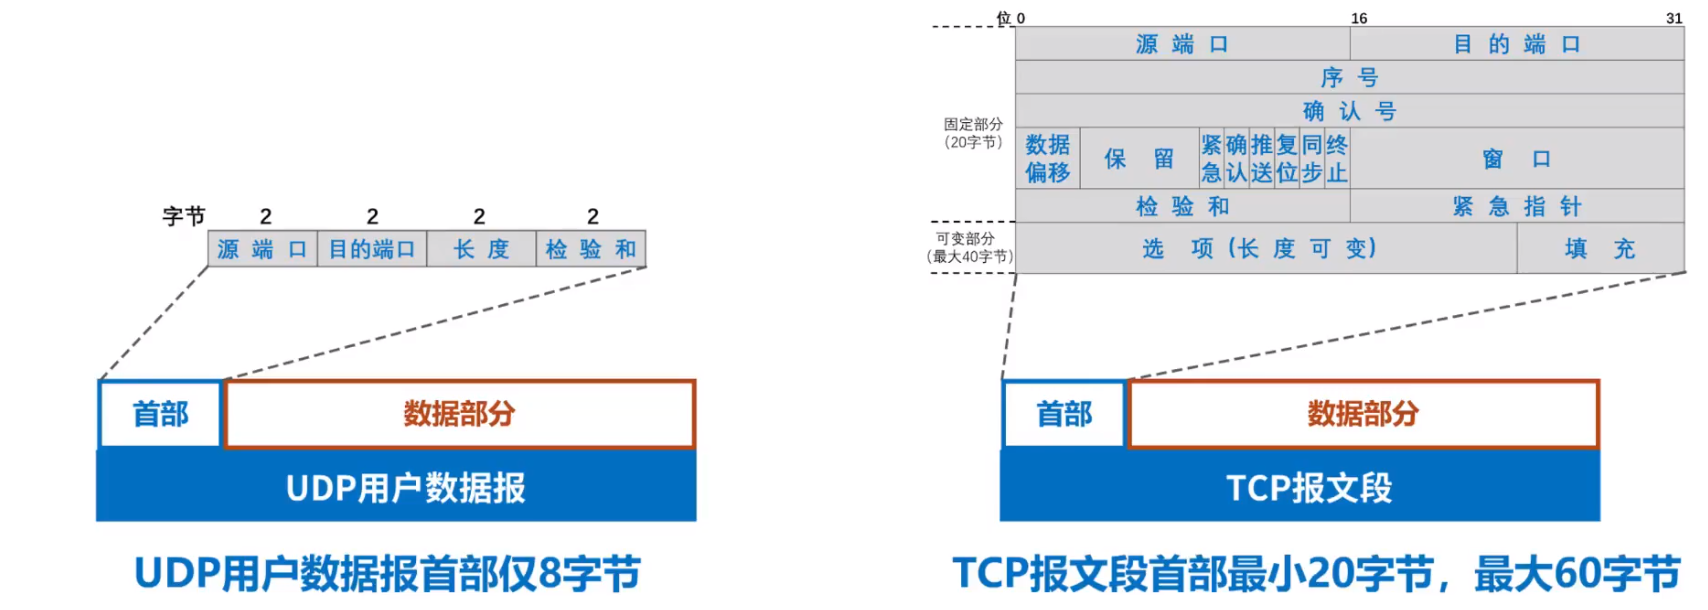 字节 2 2 2 2
源端口 目的端口 长度 检验和
首部 数据部分
UDP用户数据报
UDP用户数据报首部仅8字节
位 0 16 31
源端口 目的端口
序号
确认号
固定部分
(20字节)
数据偏移 保留 紧急 确认 推送 复位 同步 终止 窗口
检验和 紧急指针
可变部分
(最大40字节)
选项(长度可变) 填充
首部 数据部分
TCP报文段
TCP报文段首部最小20字节，最大60字节